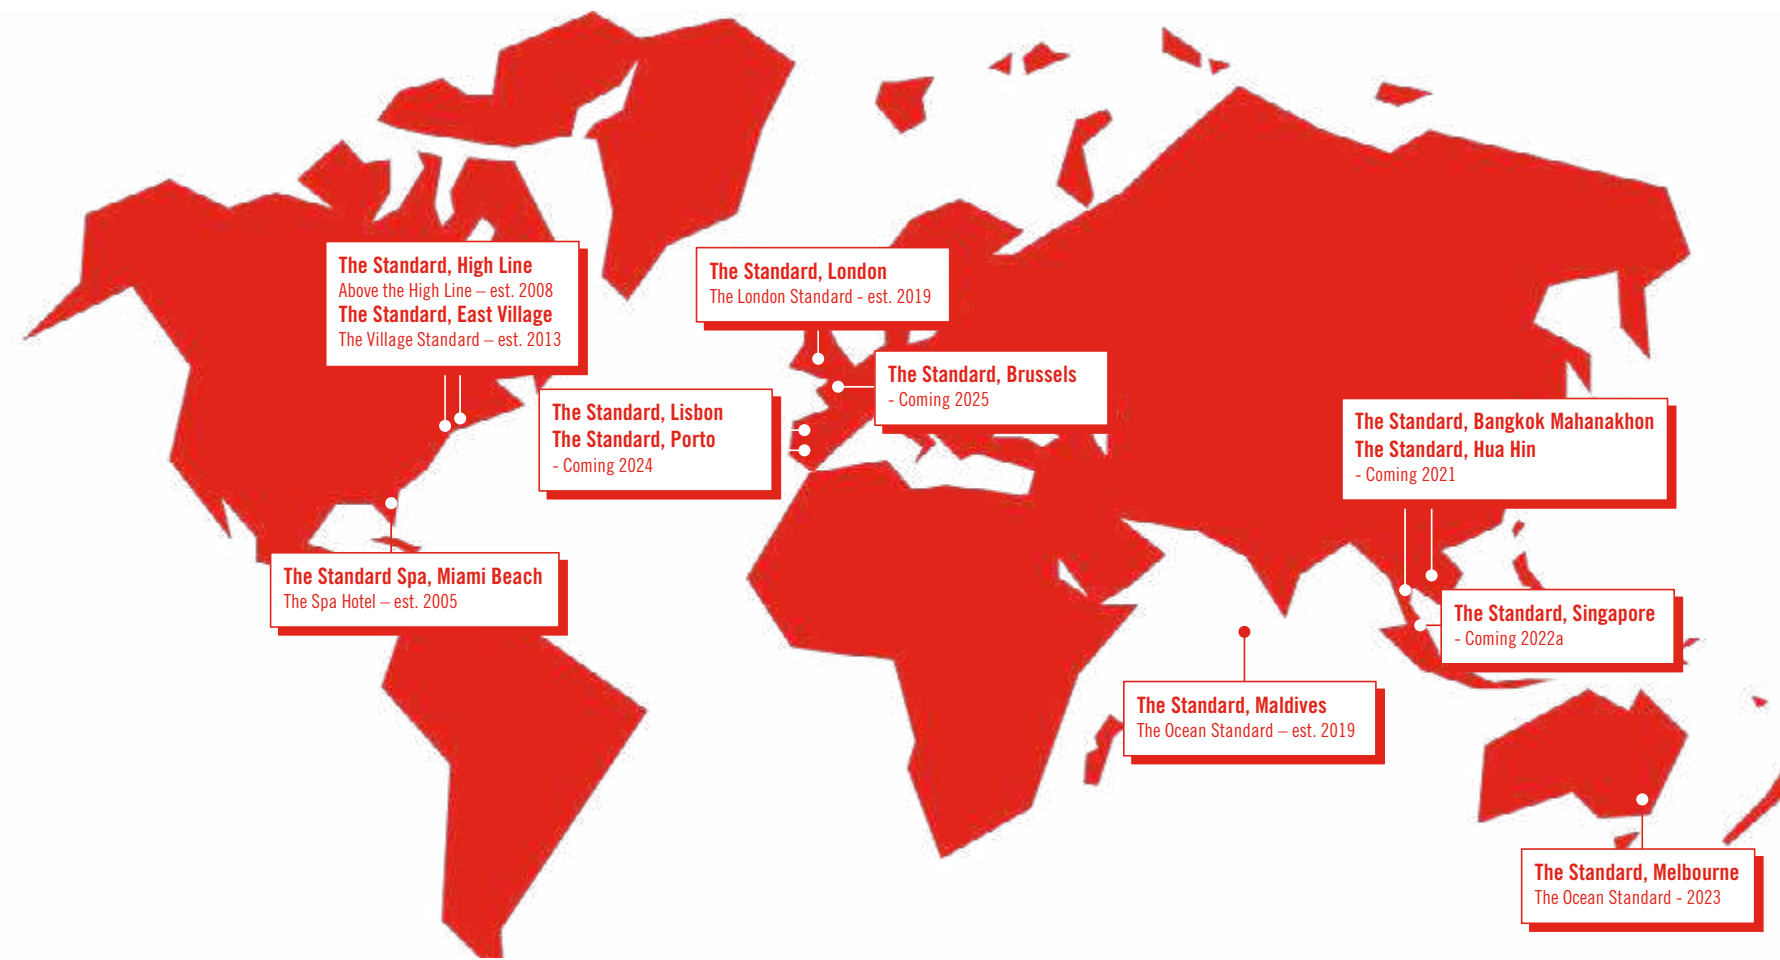 The Standard, High Line
Above the High Line – est. 2008
The Standard, East Village
The Village Standard – est. 2013
The Standard, London
The London Standard - est. 2019
The Standard, Brussels
- Coming 2025
The Standard, Lisbon
The Standard, Porto
- Coming 2024
The Standard, Bangkok Mahanakhon
The Standard, Hua Hin
- Coming 2021
The Standard Spa, Miami Beach
The Spa Hotel – est. 2005
The Standard, Singapore
- Coming 2022a
The Standard, Maldives
The Ocean Standard – est. 2019
The Standard, Melbourne
The Ocean Standard - 2023